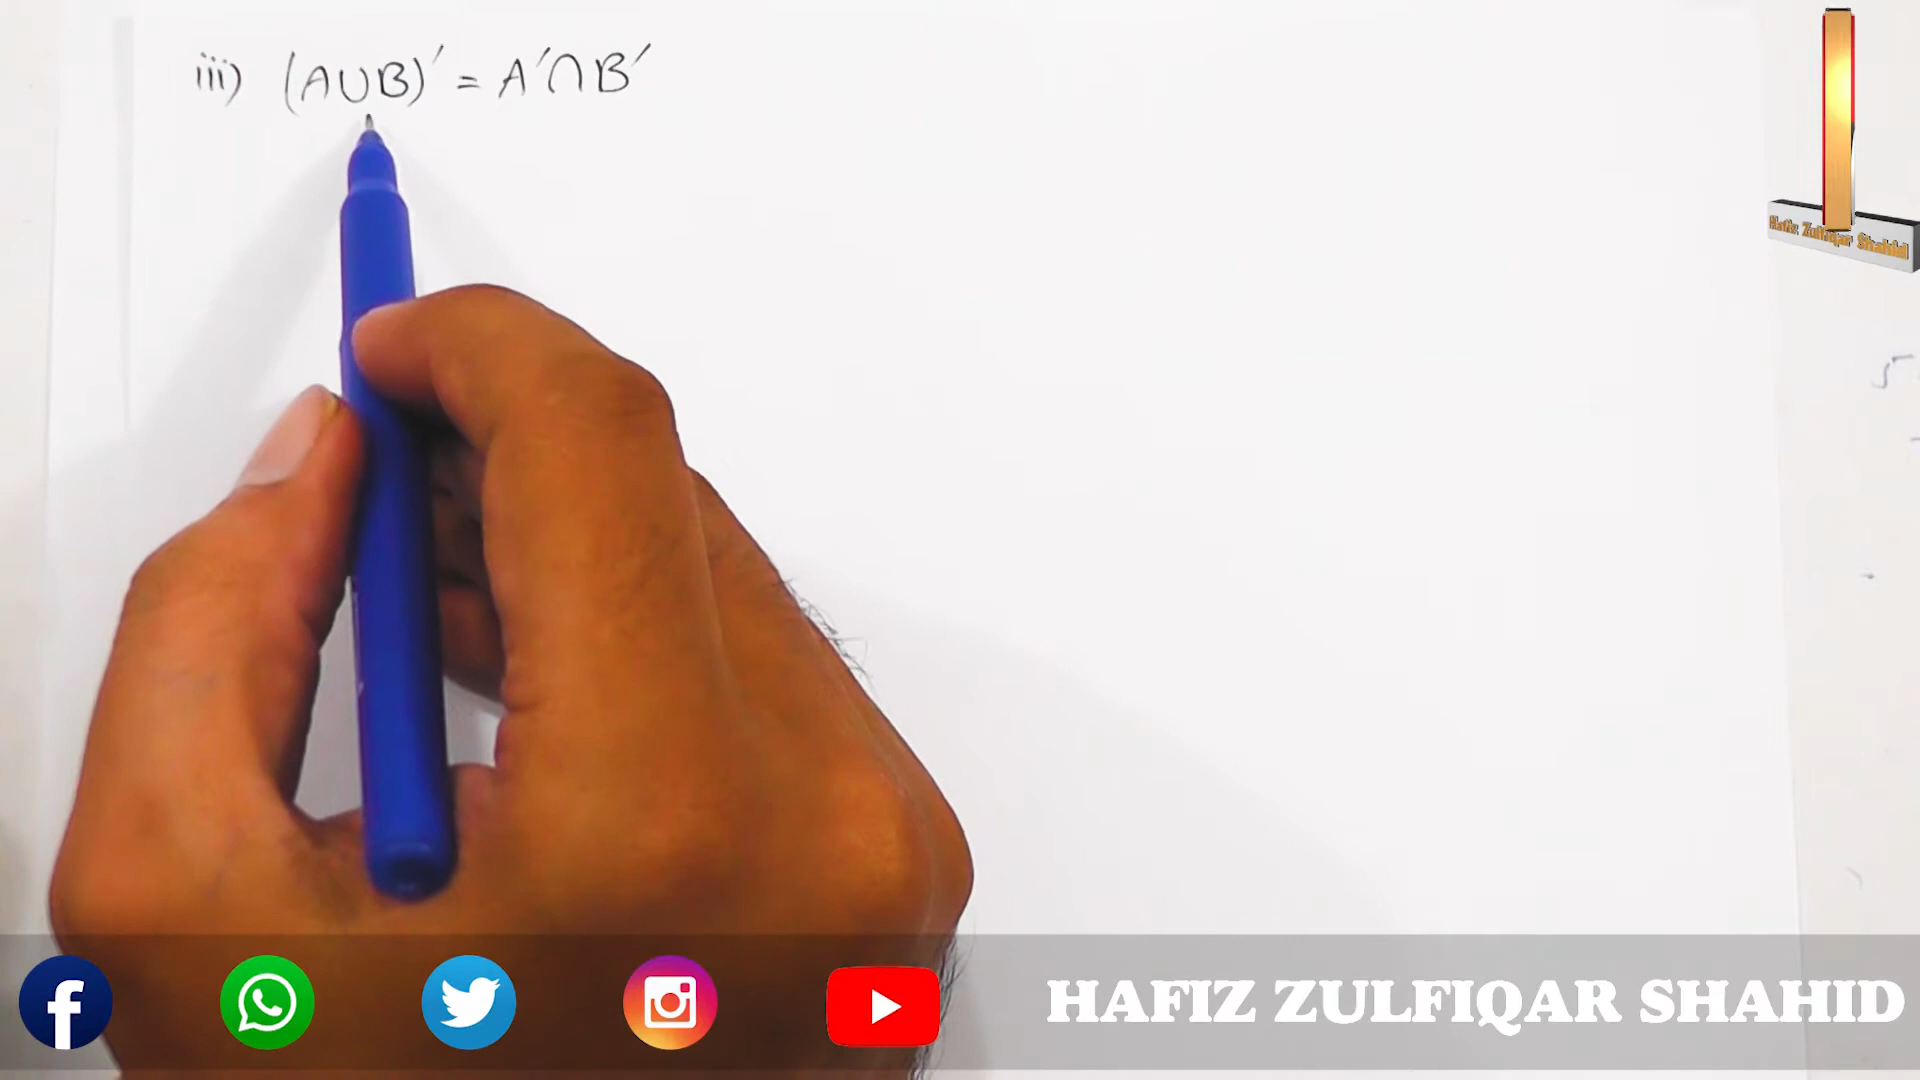 iii) (A∪B)′ = A′∩B′
Hafiz Zulfiqar Shahid
HAFIZ ZULFIQAR SHAHID